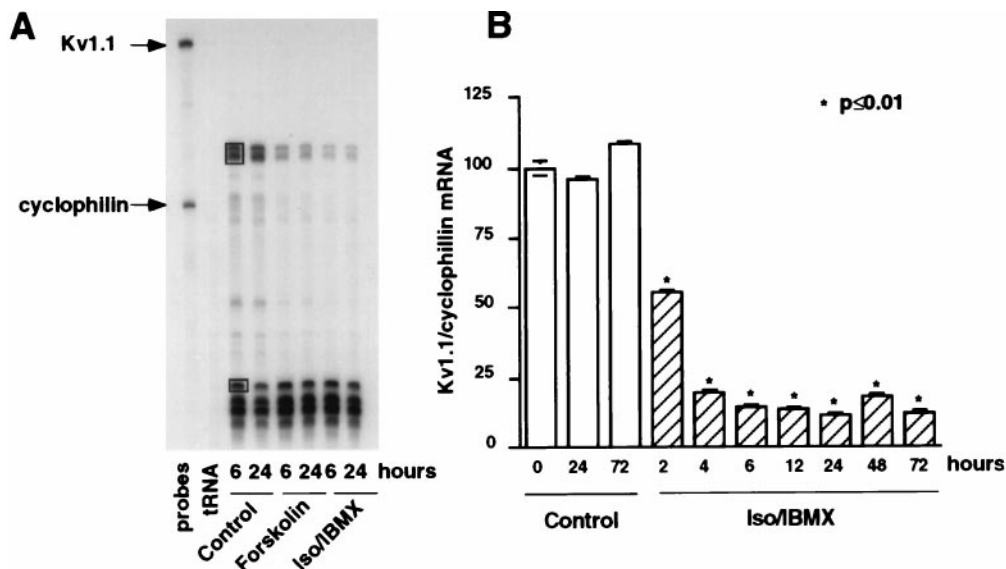 A
Kv1.1
cyclophilin
probes
tRNA
6 24 6 24 6 24 hours
Control
Forskolin
Iso/IBMX
B
Kv1.1/cyclophillin mRNA
125
100
75
50
25
0
* p≤0.01
* * * * * * *
0 24 72 2 4 6 12 24 48 72 hours
Control Iso/IBMX